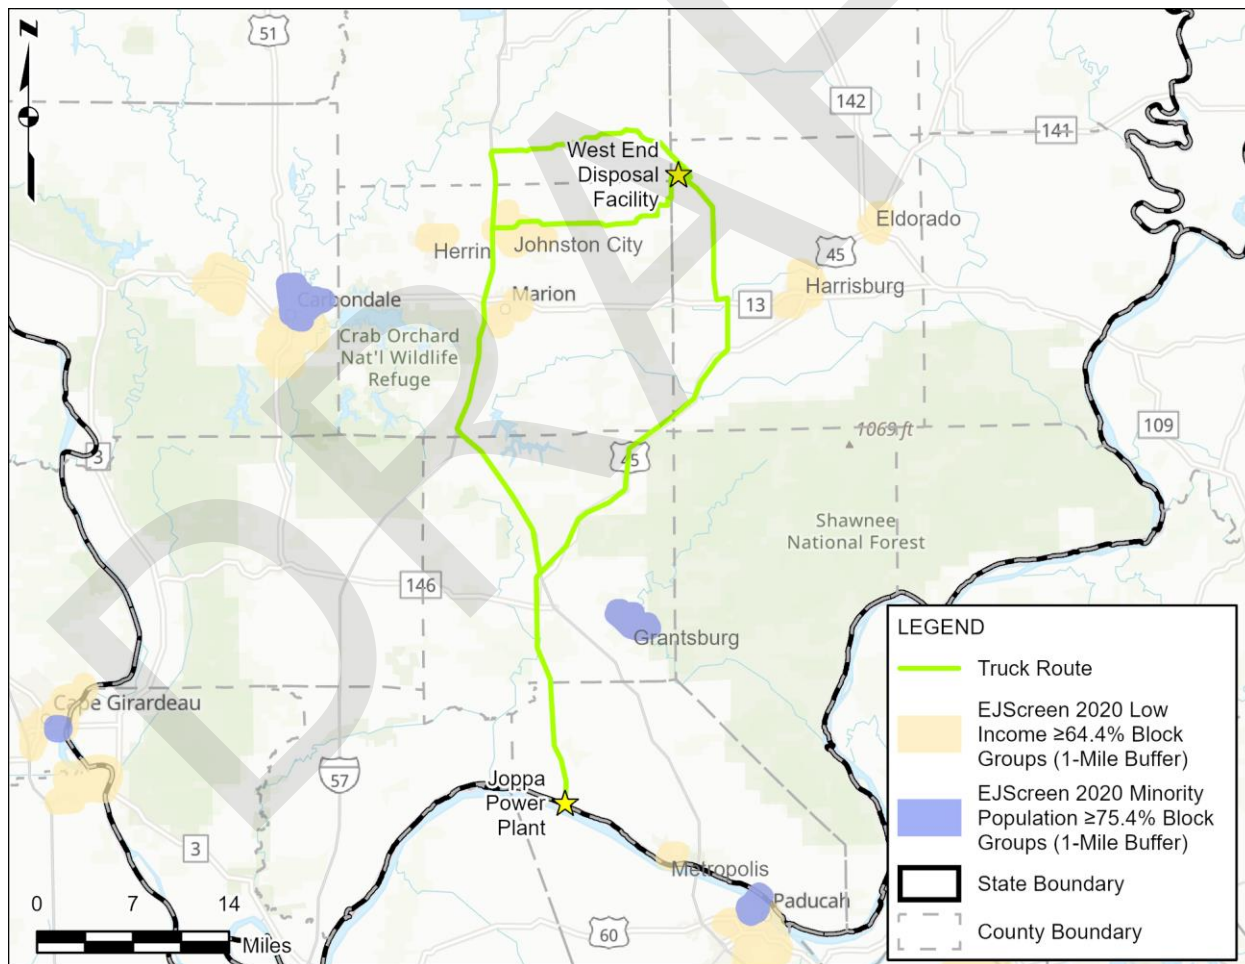 N
51
142
141
West End
Disposal
Facility
Eldorado
Herrin
Johnston City
45
Harrisburg
Carbondale
Marion
13
Crab Orchard
Nat'l Wildlife
Refuge
1069 ft
109
3
45
Shawnee
National Forest
146
Grantsburg
Cape Girardeau
57
Joppa
Power
Plant
3
Metropolis
Paducah
60
0 7 14
Miles
LEGEND
Truck Route
EJScreen 2020 Low
Income ≥64.4% Block
Groups (1-Mile Buffer)
EJScreen 2020 Minority
Population ≥75.4% Block
Groups (1-Mile Buffer)
State Boundary
County Boundary
DRAFT